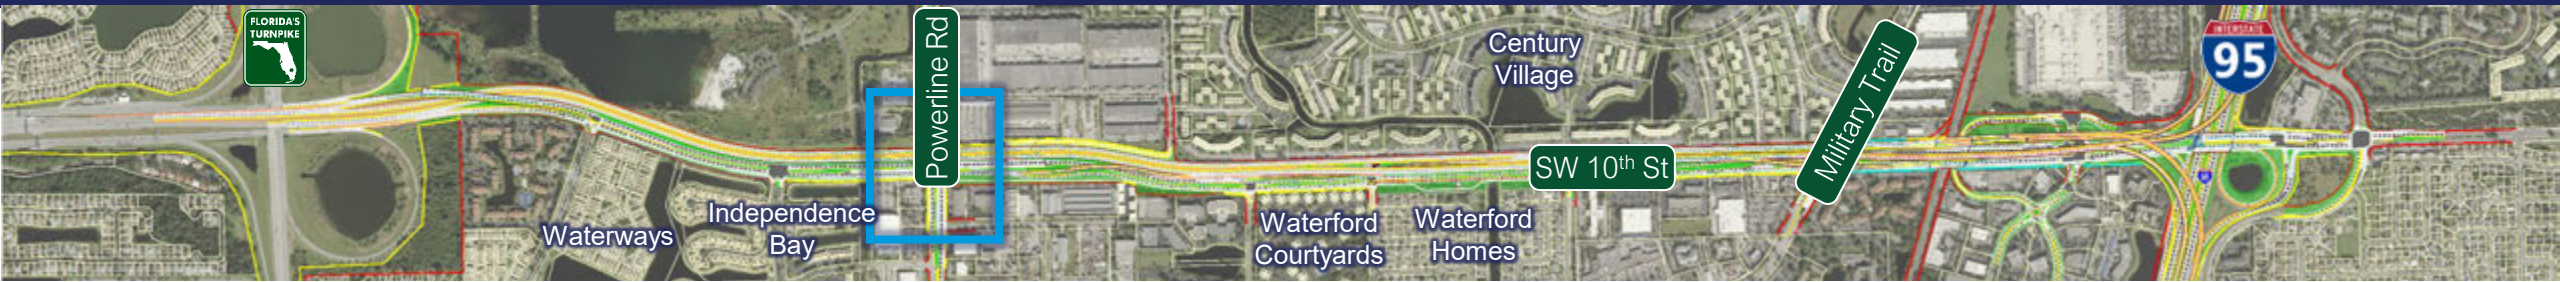 FLORIDA'S
TURNPIKE
Waterways
Independence
Bay
Powerline Rd
Waterford
Courtyards
Waterford
Homes
Century
Village
SW 10th St
Military Trail
INTERSTATE
95